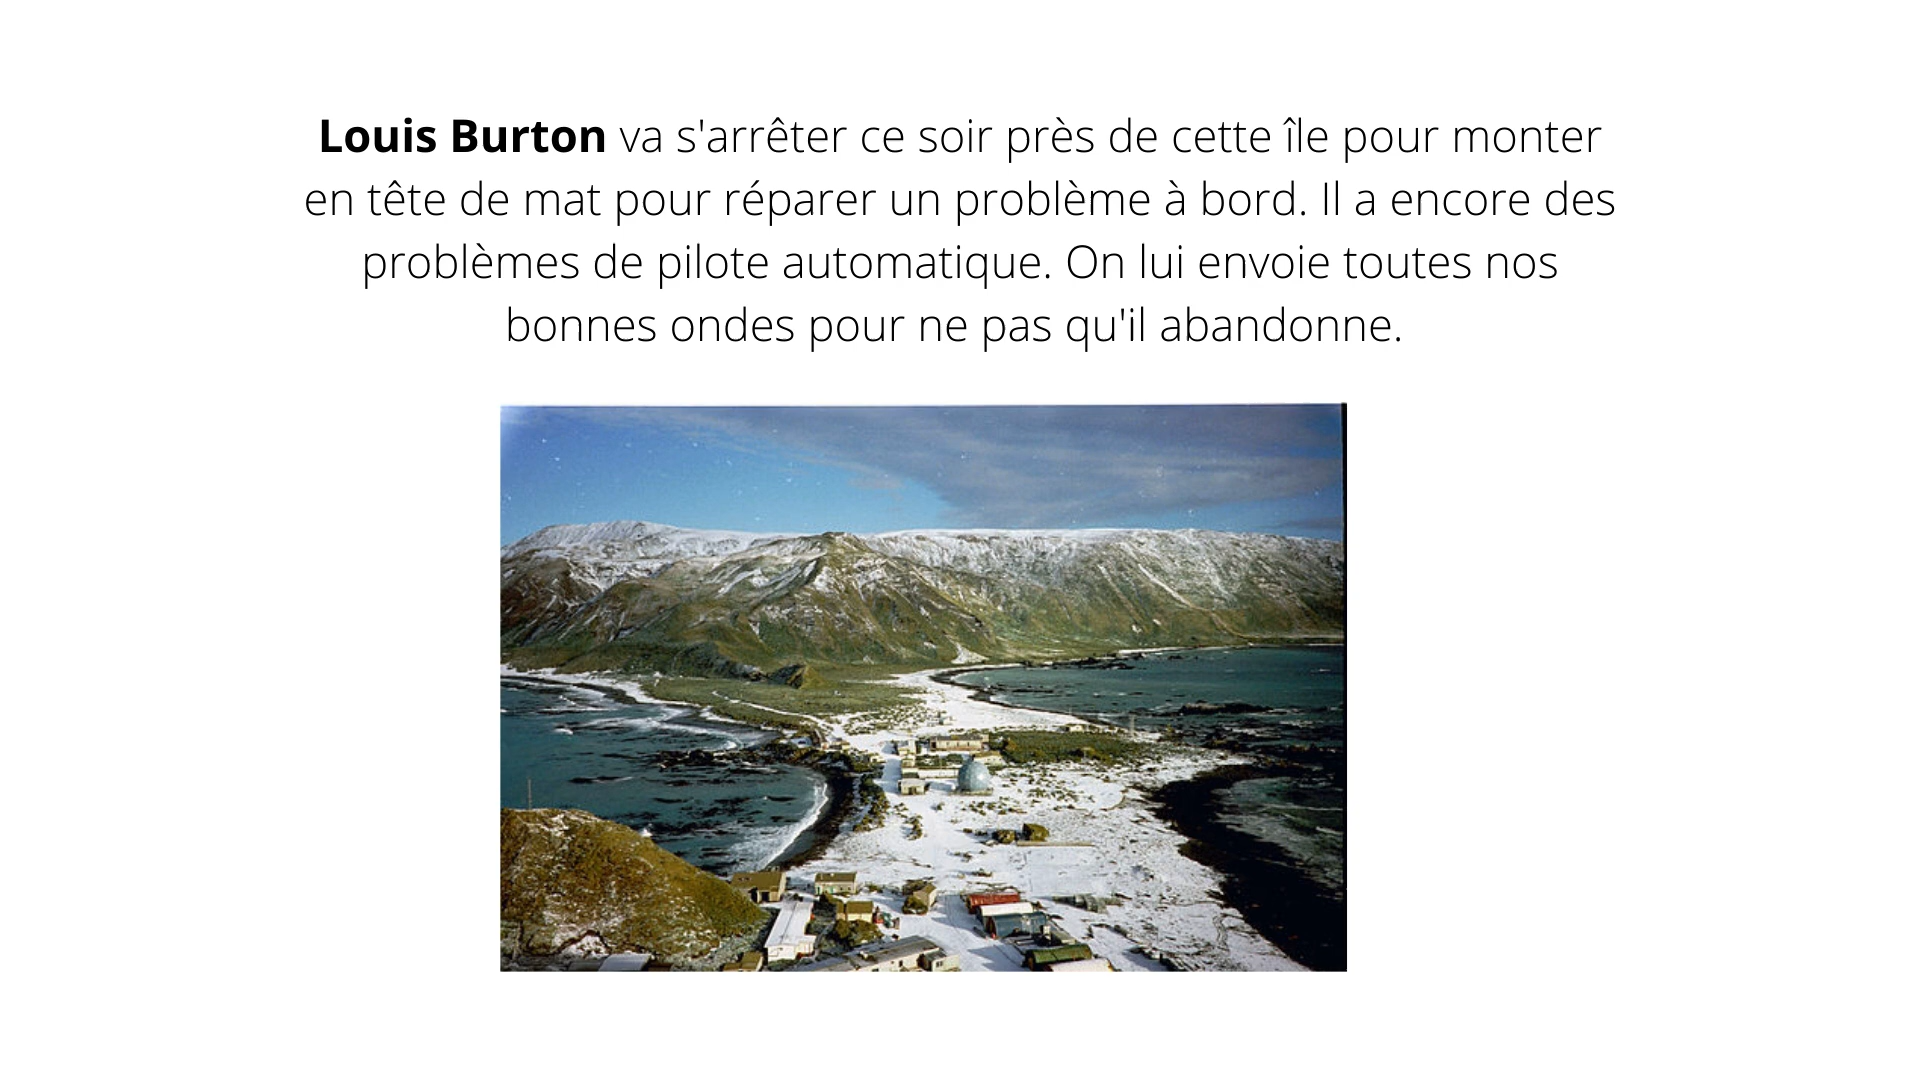 Louis Burton va s'arrêter ce soir près de cette île pour monter
en tête de mat pour réparer un problème à bord. Il a encore des
problèmes de pilote automatique. On lui envoie toutes nos
bonnes ondes pour ne pas qu'il abandonne.